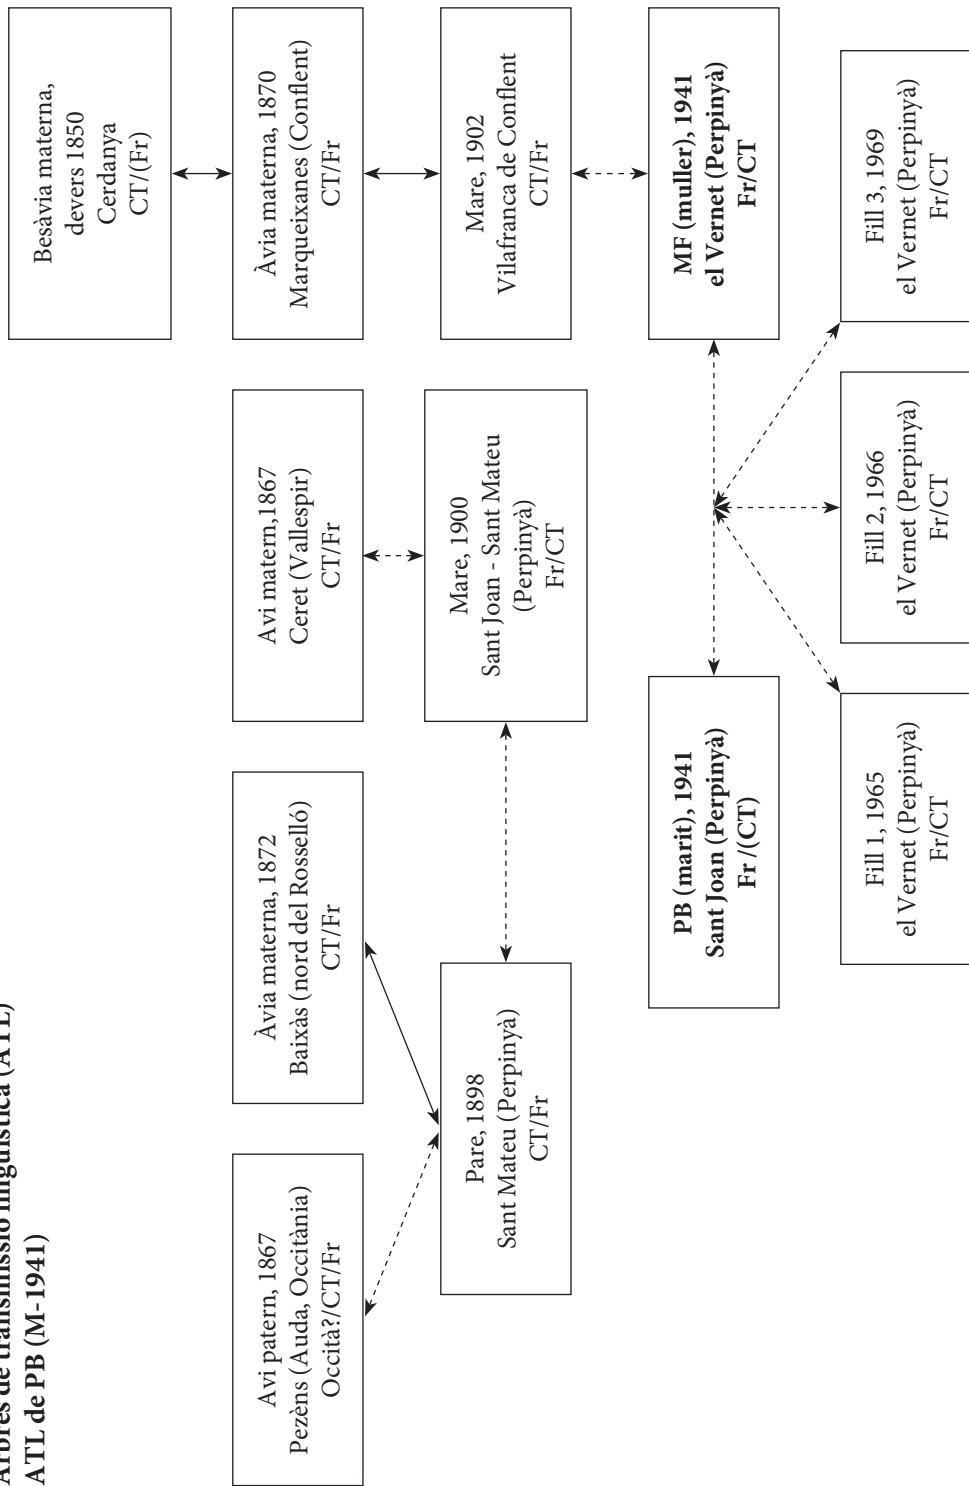 Arbres de transmissió lingüística (ATL)
ATL de PB (M-1941)
Avi patern, 1867
Pezèns (Auda, Occitània)
Occità?/CT/Fr
Àvia materna, 1872
Baixàs (nord del Rosselló)
CT/Fr
Avi matern,1867
Ceret (Vallespir)
CT/Fr
Besàvia materna,
devers 1850
Cerdanya
CT/(Fr)
Àvia materna, 1870
Marqueixanes (Conflent)
CT/Fr
Pare, 1898
Sant Mateu (Perpinyà)
CT/Fr
Mare, 1900
Sant Joan - Sant Mateu
(Perpinyà)
Fr/CT
Mare, 1902
Vilafranca de Conflent
CT/Fr
PB (marit), 1941
Sant Joan (Perpinyà)
Fr /(CT)
MF (muller), 1941
el Vernet (Perpinyà)
Fr/CT
Fill 1, 1965
el Vernet (Perpinyà)
Fr/CT
Fill 2, 1966
el Vernet (Perpinyà)
Fr/CT
Fill 3, 1969
el Vernet (Perpinyà)
Fr/CT